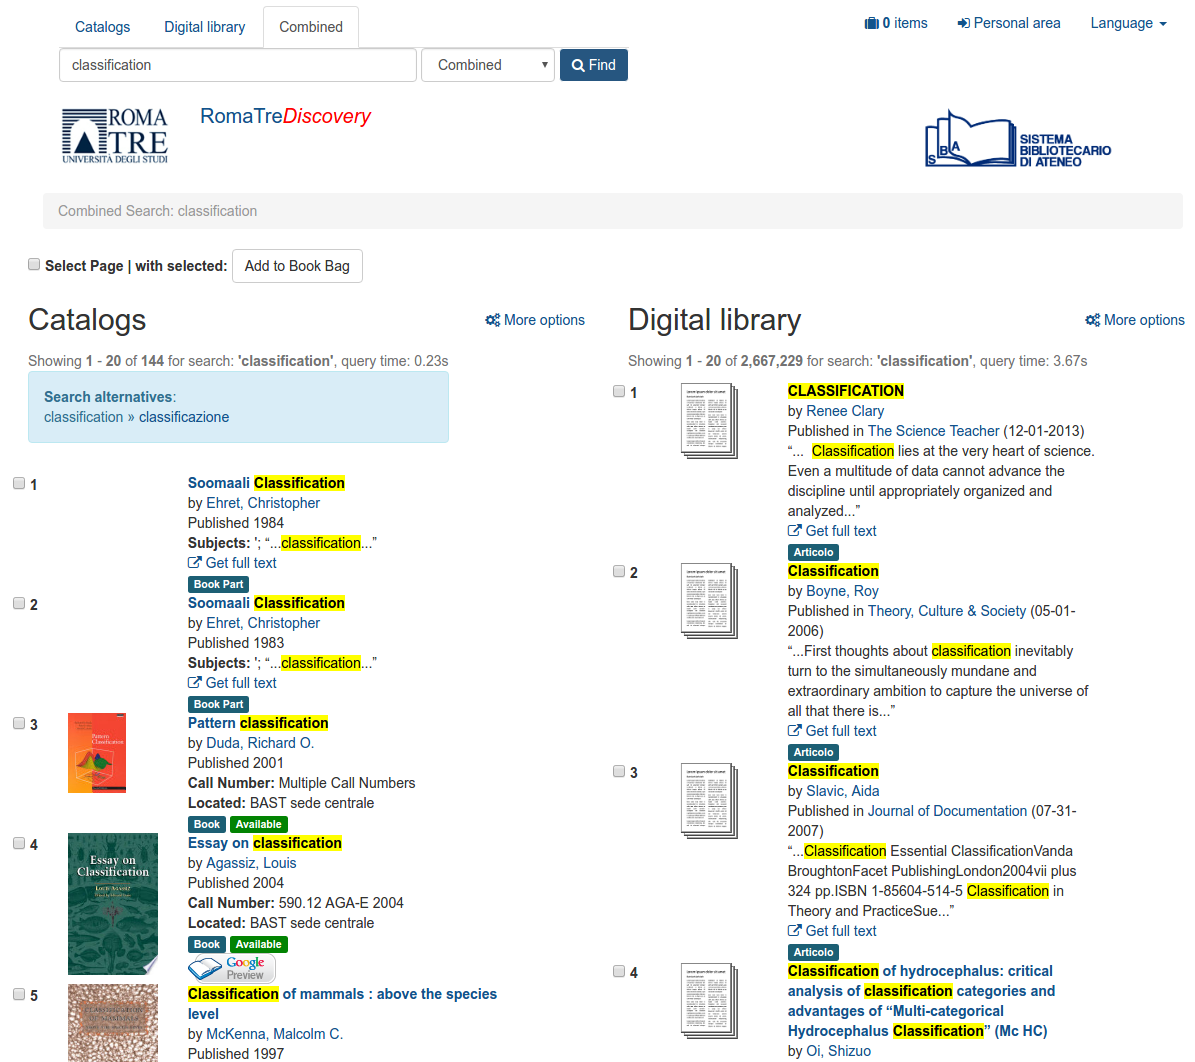 Catalogs Digital library Combined
0 items Personal area Language
classification Combined Find
ROMA TRE
UNIVERSITÀ DEGLI STUDI
RomaTreDiscovery
SBA
SISTEMA
BIBLIOTECARIO
DI ATENEO
Combined Search: classification
Select Page | with selected: Add to Book Bag
Catalogs
More options
Showing 1 - 20 of 144 for search: 'classification', query time: 0.23s
Search alternatives:
classification » classificazione
1
Soomaali Classification
by Ehret, Christopher
Published 1984
Subjects: '; “...classification...”
Get full text
Book Part
2
Soomaali Classification
by Ehret, Christopher
Published 1983
Subjects: '; “...classification...”
Get full text
Book Part
3
Pattern
Classification
Pattern classification
by Duda, Richard O.
Published 2001
Call Number: Multiple Call Numbers
Located: BAST sede centrale
Book Available
4
Essay on
Classification
Louis Agassiz
Essay on classification
by Agassiz, Louis
Published 2004
Call Number: 590.12 AGA-E 2004
Located: BAST sede centrale
Book Available
Google
Preview
5
Classification of mammals : above the species
level
by McKenna, Malcolm C.
Published 1997
Digital library
More options
Showing 1 - 20 of 2,667,229 for search: 'classification', query time: 3.67s
1
CLASSIFICATION
by Renee Clary
Published in The Science Teacher (12-01-2013)
“... Classification lies at the very heart of science.
Even a multitude of data cannot advance the
discipline until appropriately organized and
analyzed...”
Get full text
Articolo
2
Classification
by Boyne, Roy
Published in Theory, Culture & Society (05-01-
2006)
“...First thoughts about classification inevitably
turn to the simultaneously mundane and
extraordinary ambition to capture the universe of
all that there is...”
Get full text
Articolo
3
Classification
by Slavic, Aida
Published in Journal of Documentation (07-31-
2007)
“...Classification Essential ClassificationVanda
BroughtonFacet PublishingLondon2004vii plus
324 pp.ISBN 1-85604-514-5 Classification in
Theory and PracticeSue...”
Get full text
Articolo
4
Classification of hydrocephalus: critical
analysis of classification categories and
advantages of “Multi-categorical
Hydrocephalus Classification” (Mc HC)
by Oi, Shizuo